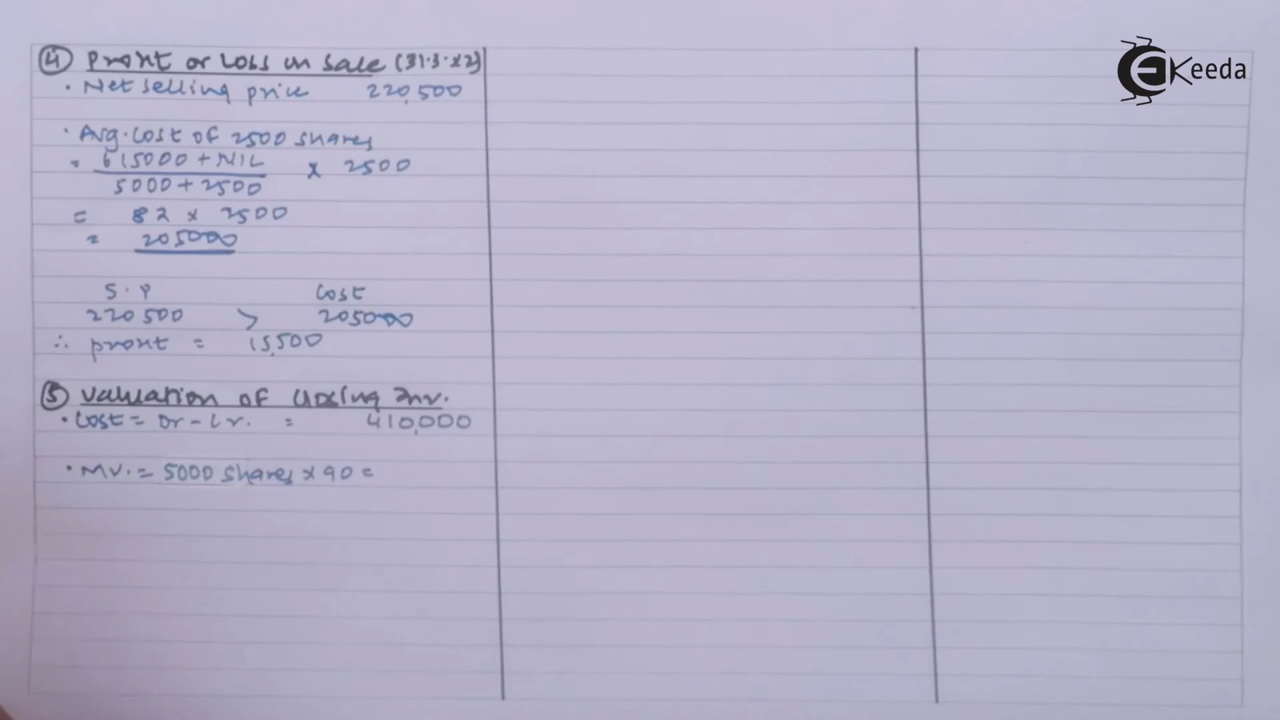 ④ Profit or Loss on Sale (31.3.x2)
· Net selling price 220,500
· Avg. cost of 2500 shares
= 615000 + NIL × 2500
5000 + 2500
= 82 × 2500
= 205000
S.P Cost
220500 > 205000
∴ profit = 15,500
⑤ Valuation of closing Inv.
· Cost = Dr - Cr. = 410,000
· MV. = 5000 shares × 90 =
EKeeda